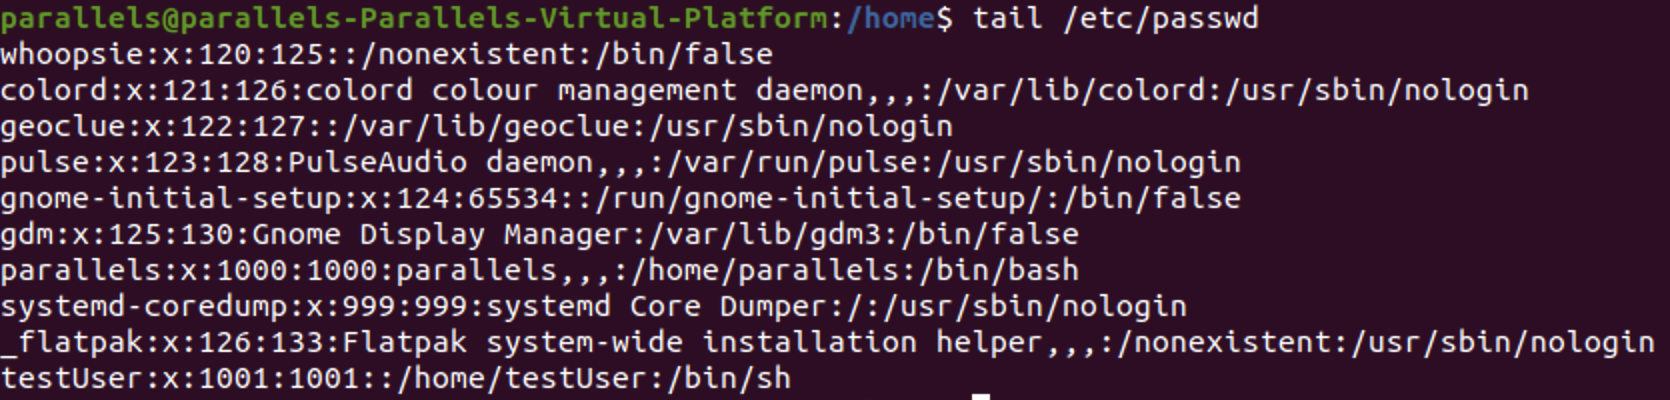 parallels@parallels-Parallels-Virtual-Platform:/home$ tail /etc/passwd
whoopsie:x:120:125::/nonexistent:/bin/false
colord:x:121:126:colord colour management daemon,,,:/var/lib/colord:/usr/sbin/nologin
geoclue:x:122:127::/var/lib/geoclue:/usr/sbin/nologin
pulse:x:123:128:PulseAudio daemon,,,:/var/run/pulse:/usr/sbin/nologin
gnome-initial-setup:x:124:65534::/run/gnome-initial-setup/:/bin/false
gdm:x:125:130:Gnome Display Manager:/var/lib/gdm3:/bin/false
parallels:x:1000:1000:parallels,,,:/home/parallels:/bin/bash
systemd-coredump:x:999:999:systemd Core Dumper:/:/usr/sbin/nologin
_flatpak:x:126:133:Flatpak system-wide installation helper,,,:/nonexistent:/usr/sbin/nologin
testUser:x:1001:1001::/home/testUser:/bin/sh